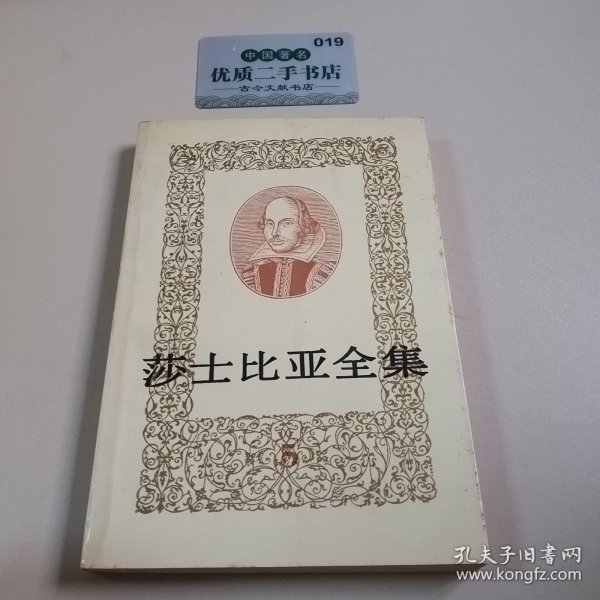 019
中国著名
优质二手书店
古今文献书店
莎士比亚全集
5
孔夫子旧书网
www.kongfz.com